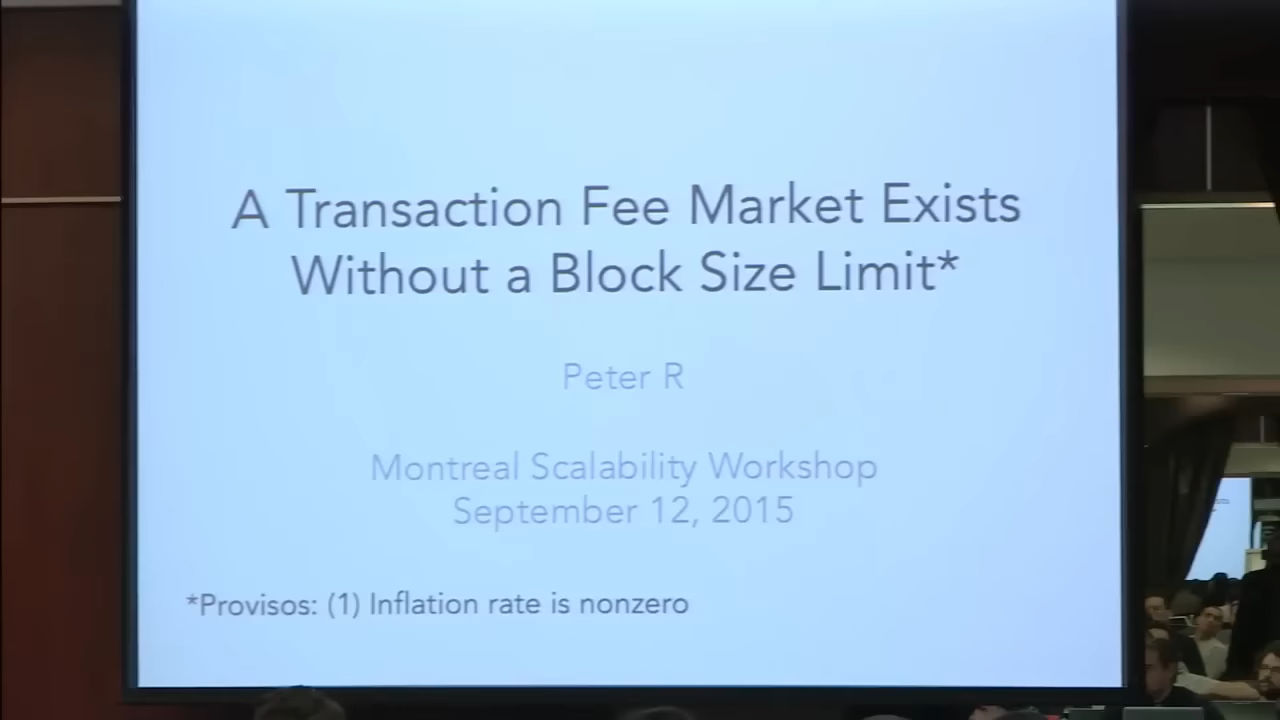 A Transaction Fee Market Exists
Without a Block Size Limit*
Peter R
Montreal Scalability Workshop
September 12, 2015
*Provisos: (1) Inflation rate is nonzero